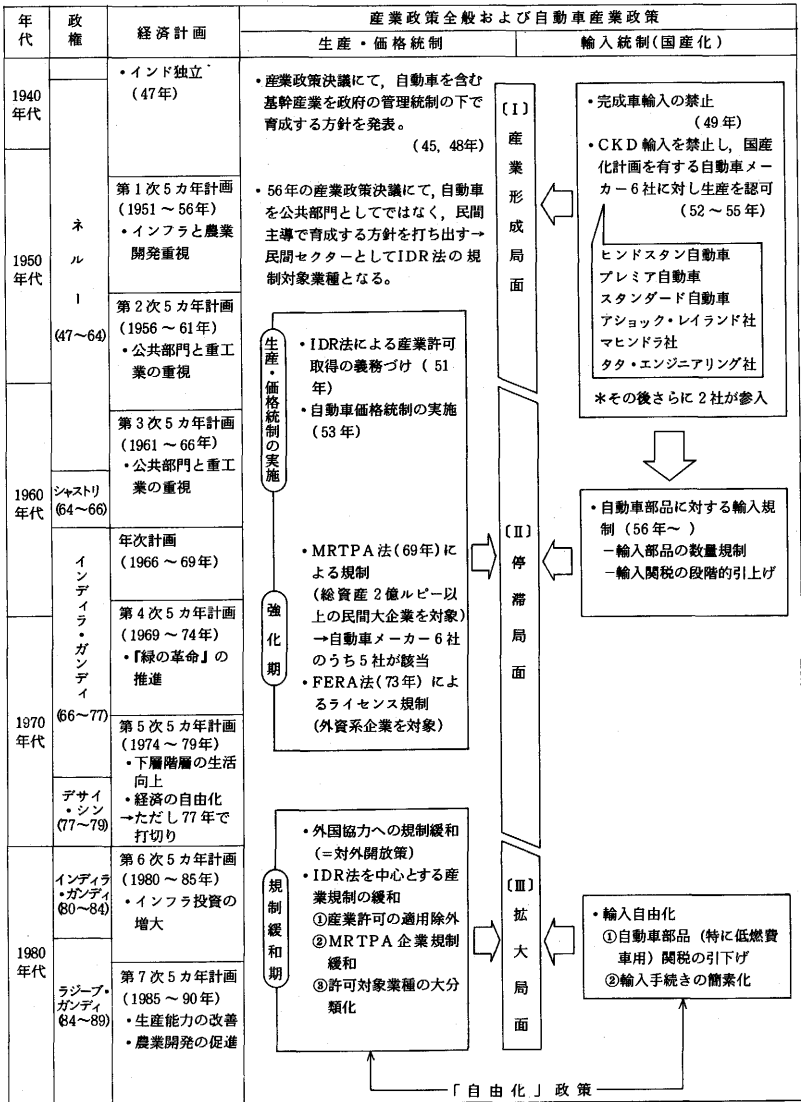 年代
政権
経済計画
産業政策全般および自動車産業政策
生産・価格統制
輸入統制(国産化)
1940
年代
1950
年代
1960
年代
1970
年代
1980
年代
ネルー
(47～64)
シャストリ
(64～66)
インディラ・ガンディ
(66～77)
デサイ
・シン
(77～79)
インディラ
・ガンディ
(80～84)
ラジーブ・
ガンディ
(84～89)
・インド独立
(47年)
第1次5カ年計画
(1951～56年)
・インフラと農業
開発重視
第2次5カ年計画
(1956～61年)
・公共部門と重工
業の重視
第3次5カ年計画
(1961～66年)
・公共部門と重工
業の重視
年次計画
(1966～69年)
第4次5カ年計画
(1969～74年)
・『緑の革命』の
推進
第5次5カ年計画
(1974～79年)
・下層階層の生活
向上
・経済の自由化
→ただし77年で
打切り
第6次5カ年計画
(1980～85年)
・インフラ投資の
増大
第7次5カ年計画
(1985～90年)
・生産能力の改善
・農業開発の促進
・産業政策決議にて，自動車を含む
基幹産業を政府の管理統制の下で
育成する方針を発表。
(45, 48年)
・56年の産業政策決議にて，自動車
を公共部門としてではなく，民間
主導で育成する方針を打ち出す→
民間セクターとしてIDR法の規
制対象業種となる。
生産・価格統制の実施
・IDR法による産業許可
取得の義務づけ（51
年）
・自動車価格統制の実施
(53年)
強化期
・MRTPA法(69年)に
よる規制
(総資産2億ルピー以
上の民間大企業を対象)
→自動車メーカー6社
のうち5社が該当
・FERA法(73年)によ
るライセンス規制
(外資系企業を対象)
規制緩和期
・外国協力への規制緩和
(＝対外開放策)
・IDR法を中心とする産
業規制の緩和
①産業許可の適用除外
②MRTPA企業規制
緩和
③許可対象業種の大分
類化
〔Ⅰ〕産業形成局面
〔Ⅱ〕停滞局面
〔Ⅲ〕拡大局面
・完成車輸入の禁止
(49年)
・CKD輸入を禁止し，国産
化計画を有する自動車メー
カー6社に対し生産を認可
(52～55年)
ヒンドスタン自動車
プレミア自動車
スタンダード自動車
アショック・レイランド社
マヒンドラ社
タタ・エンジニアリング社
＊その後さらに2社が参入
・自動車部品に対する輸入規
制（56年～ ）
－輸入部品の数量規制
－輸入関税の段階的引上げ
・輸入自由化
①自動車部品（特に低燃費
車用）関税の引下げ
②輸入手続きの簡素化
「自由化」政策